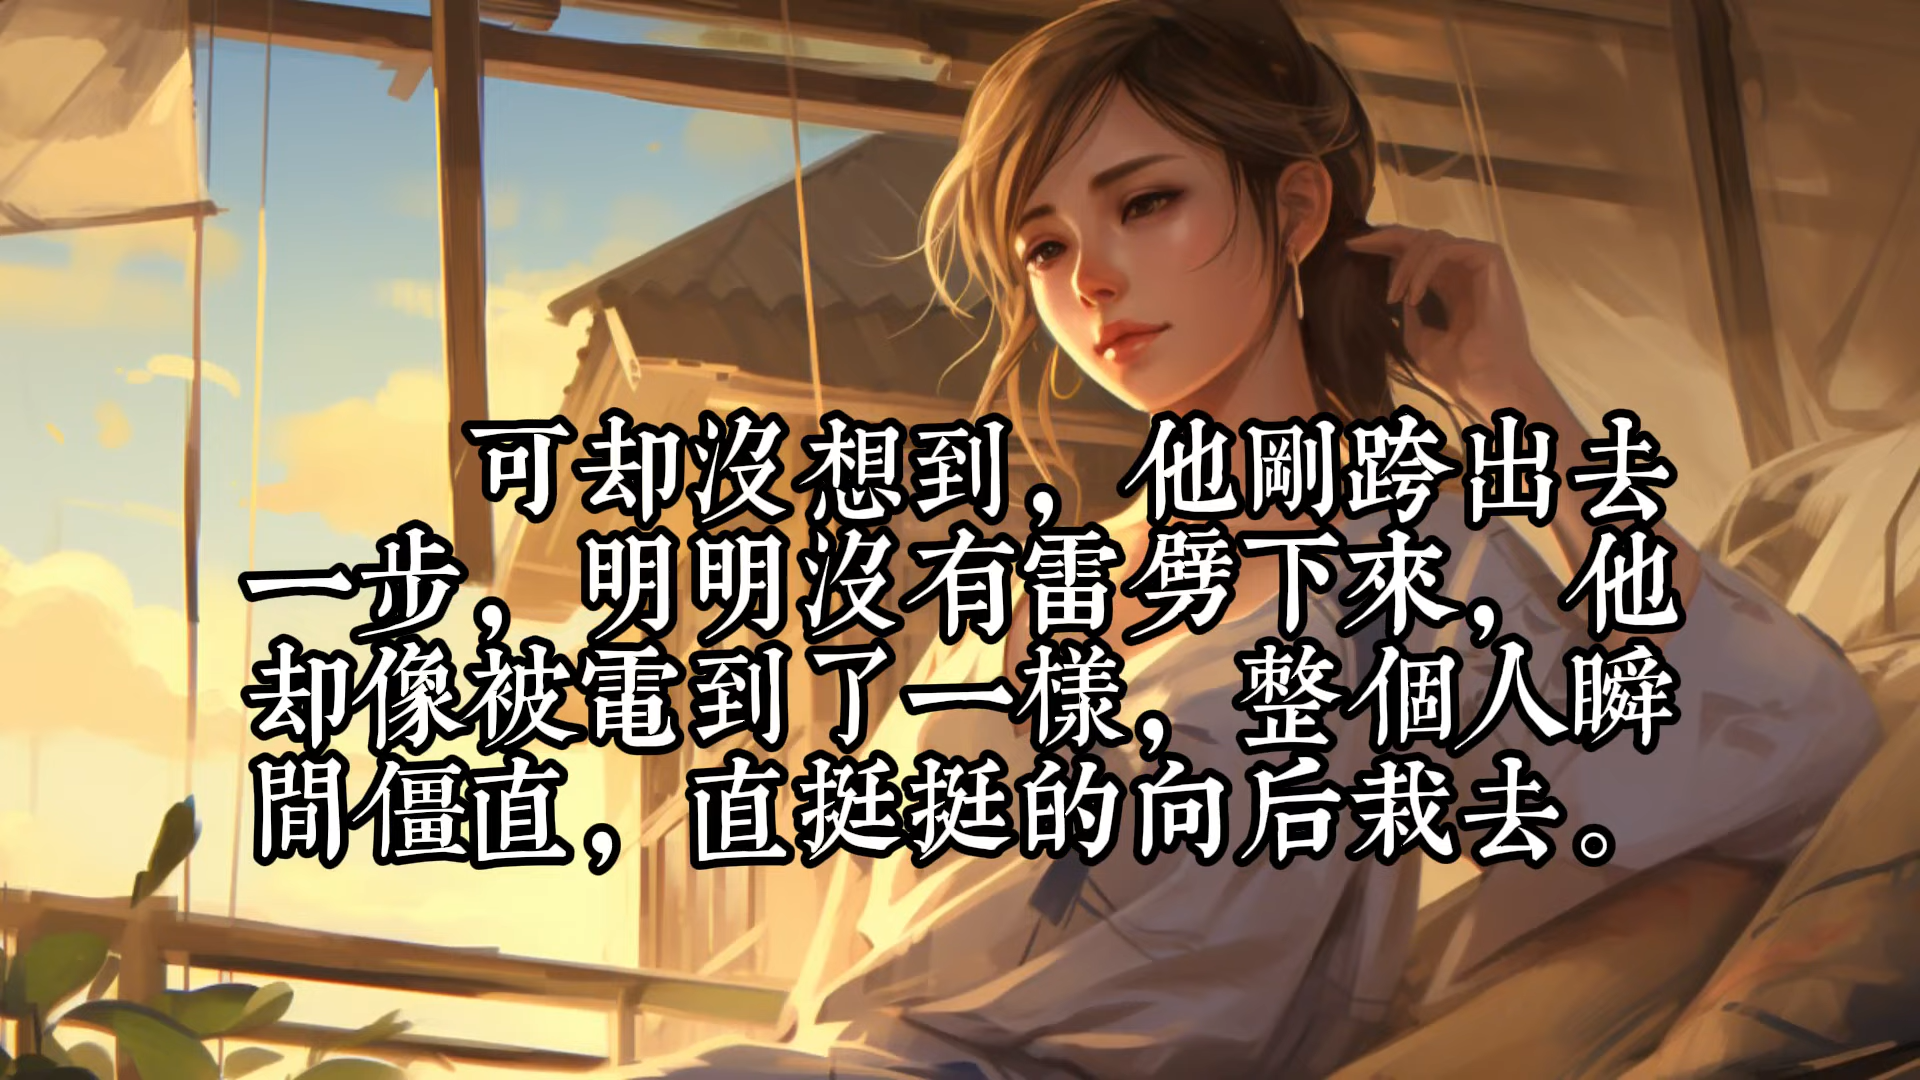 可却沒想到，他剛跨出去
一步，明明沒有雷劈下來，他
却像被電到了一樣，整個人瞬
間僵直，直挺挺的向后栽去。